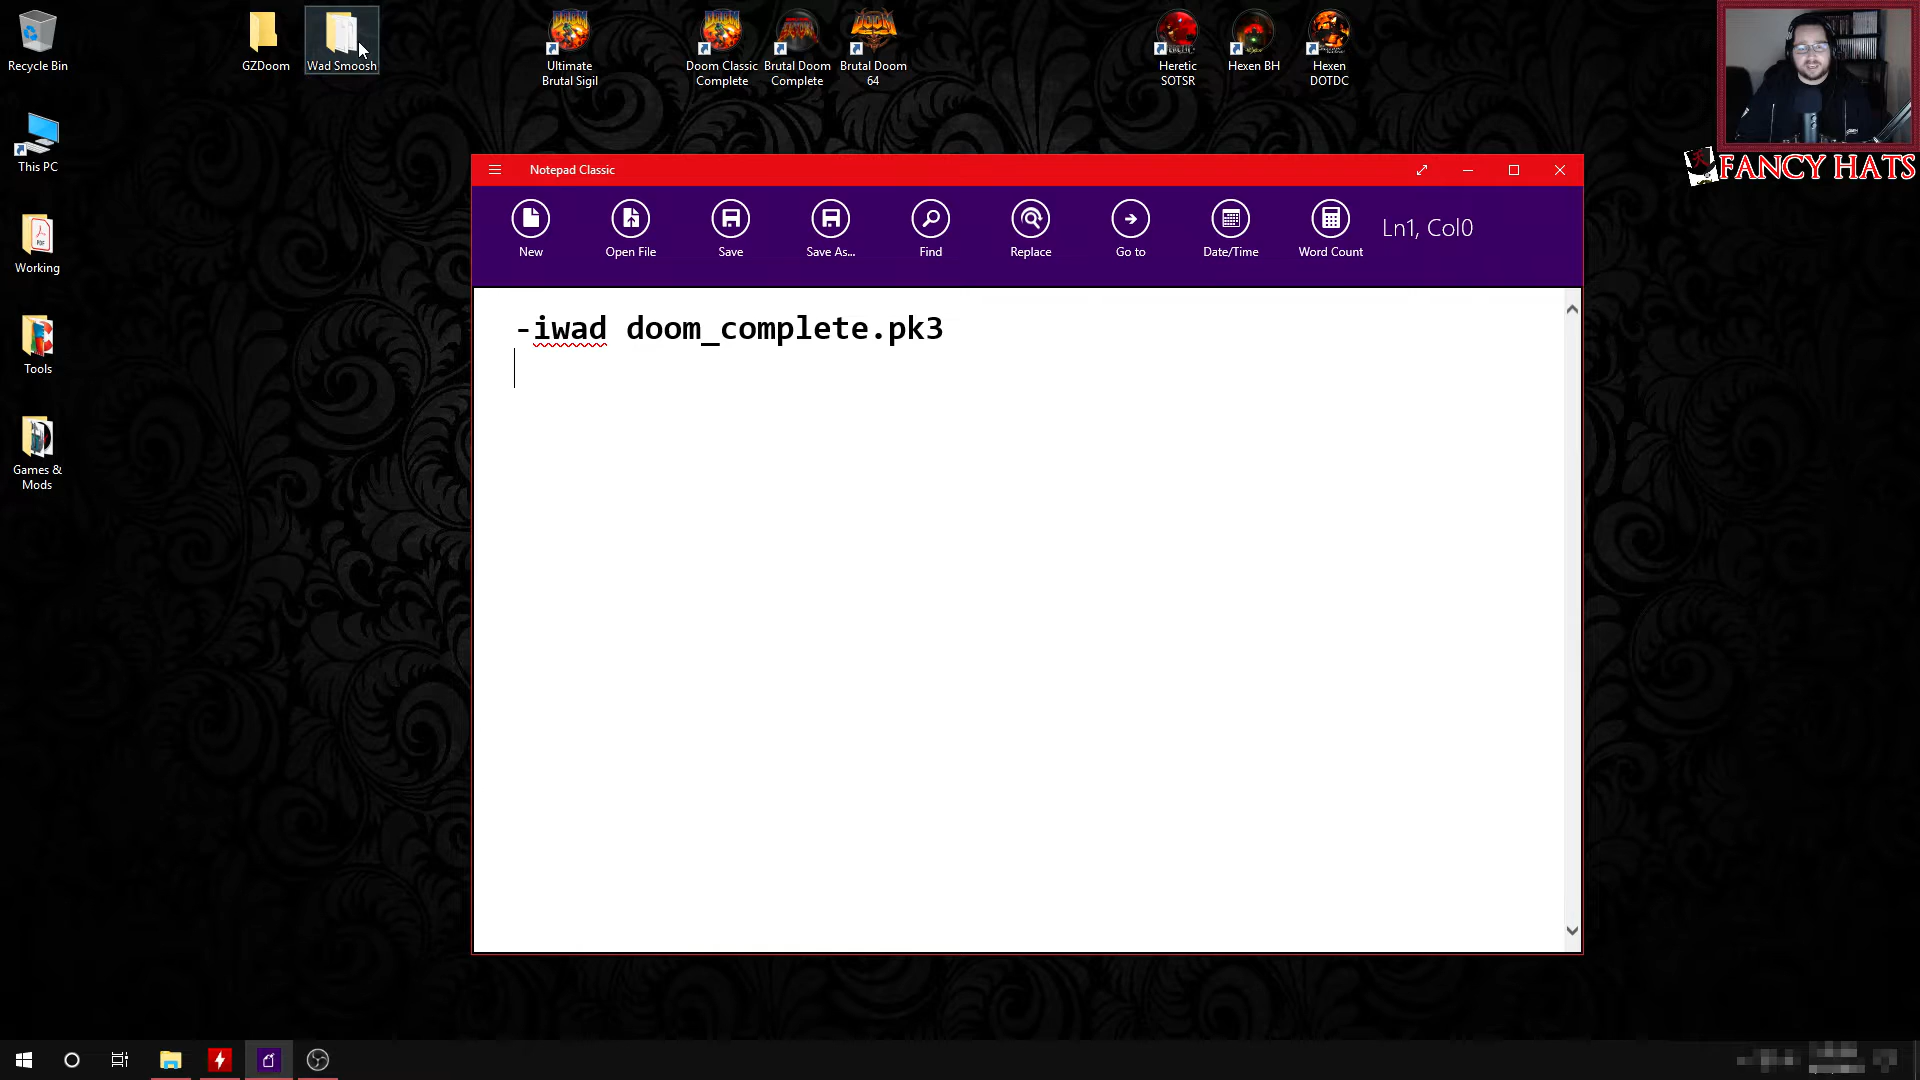 Recycle Bin
GZDoom
Wad Smoosh
Ultimate
Brutal Sigil
Doom Classic
Complete
Brutal Doom
Complete
Brutal Doom
64
Heretic
SOTSR
Hexen BH
Hexen
DOTDC
FANCY HATS
This PC
Working
Tools
Games &
Mods
Notepad Classic
New
Open File
Save
Save As...
Find
Replace
Go to
Date/Time
Word Count
Ln1, Col0
-iwad doom_complete.pk3